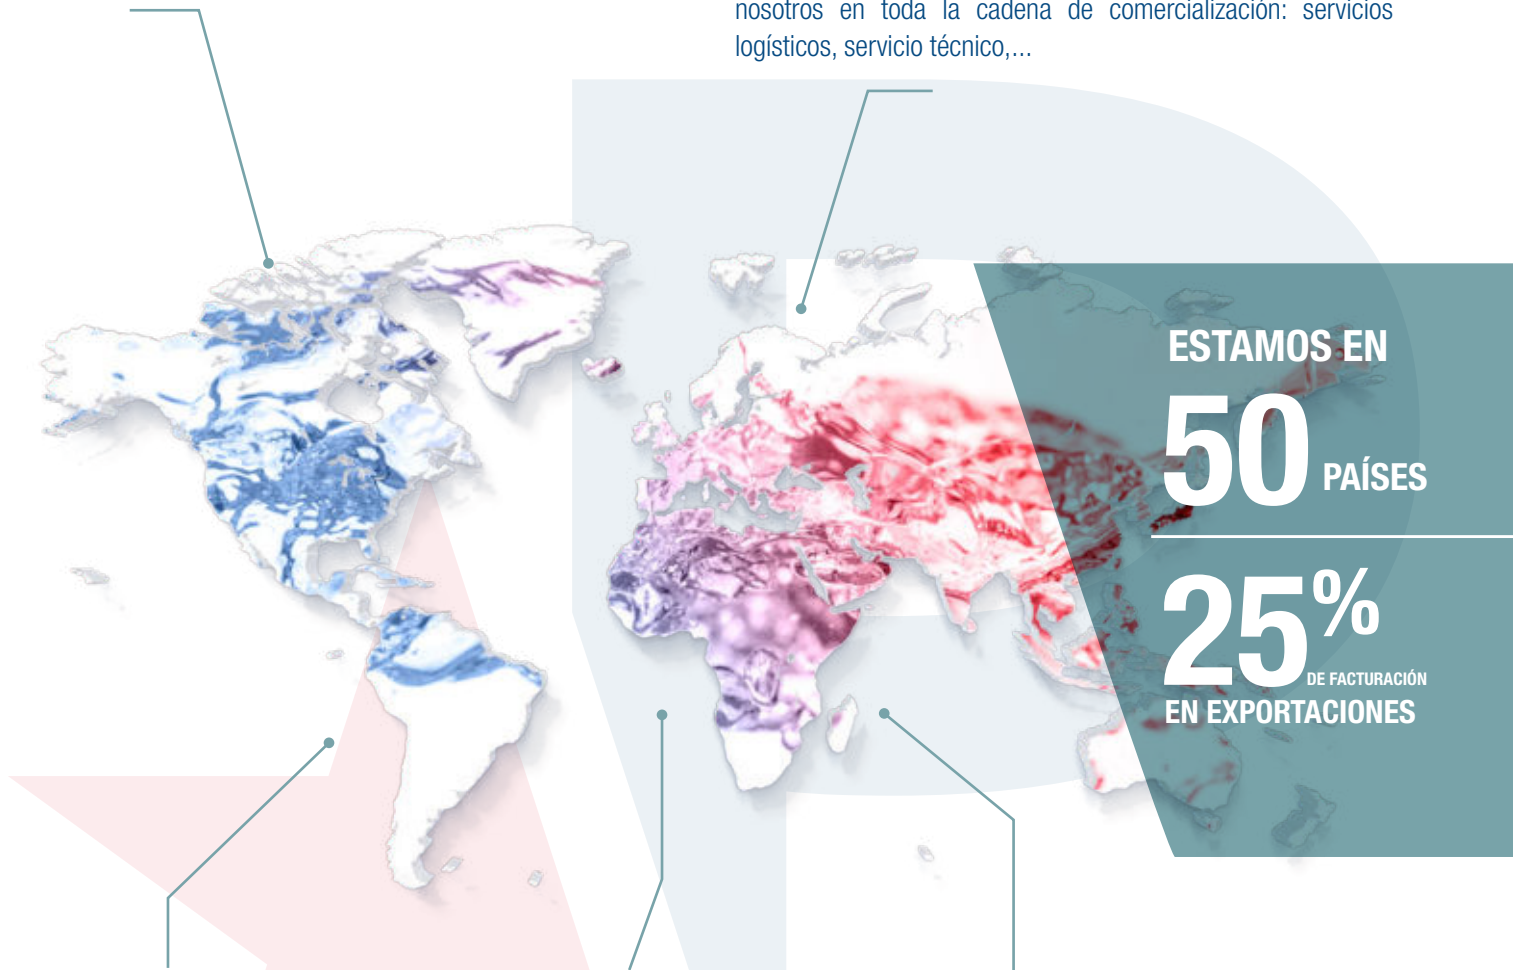 nosotros en toda la cadena de comercialización: servicios
logísticos, servicio técnico,...
ESTAMOS EN
50 PAÍSES
25%
DE FACTURACIÓN
EN EXPORTACIONES